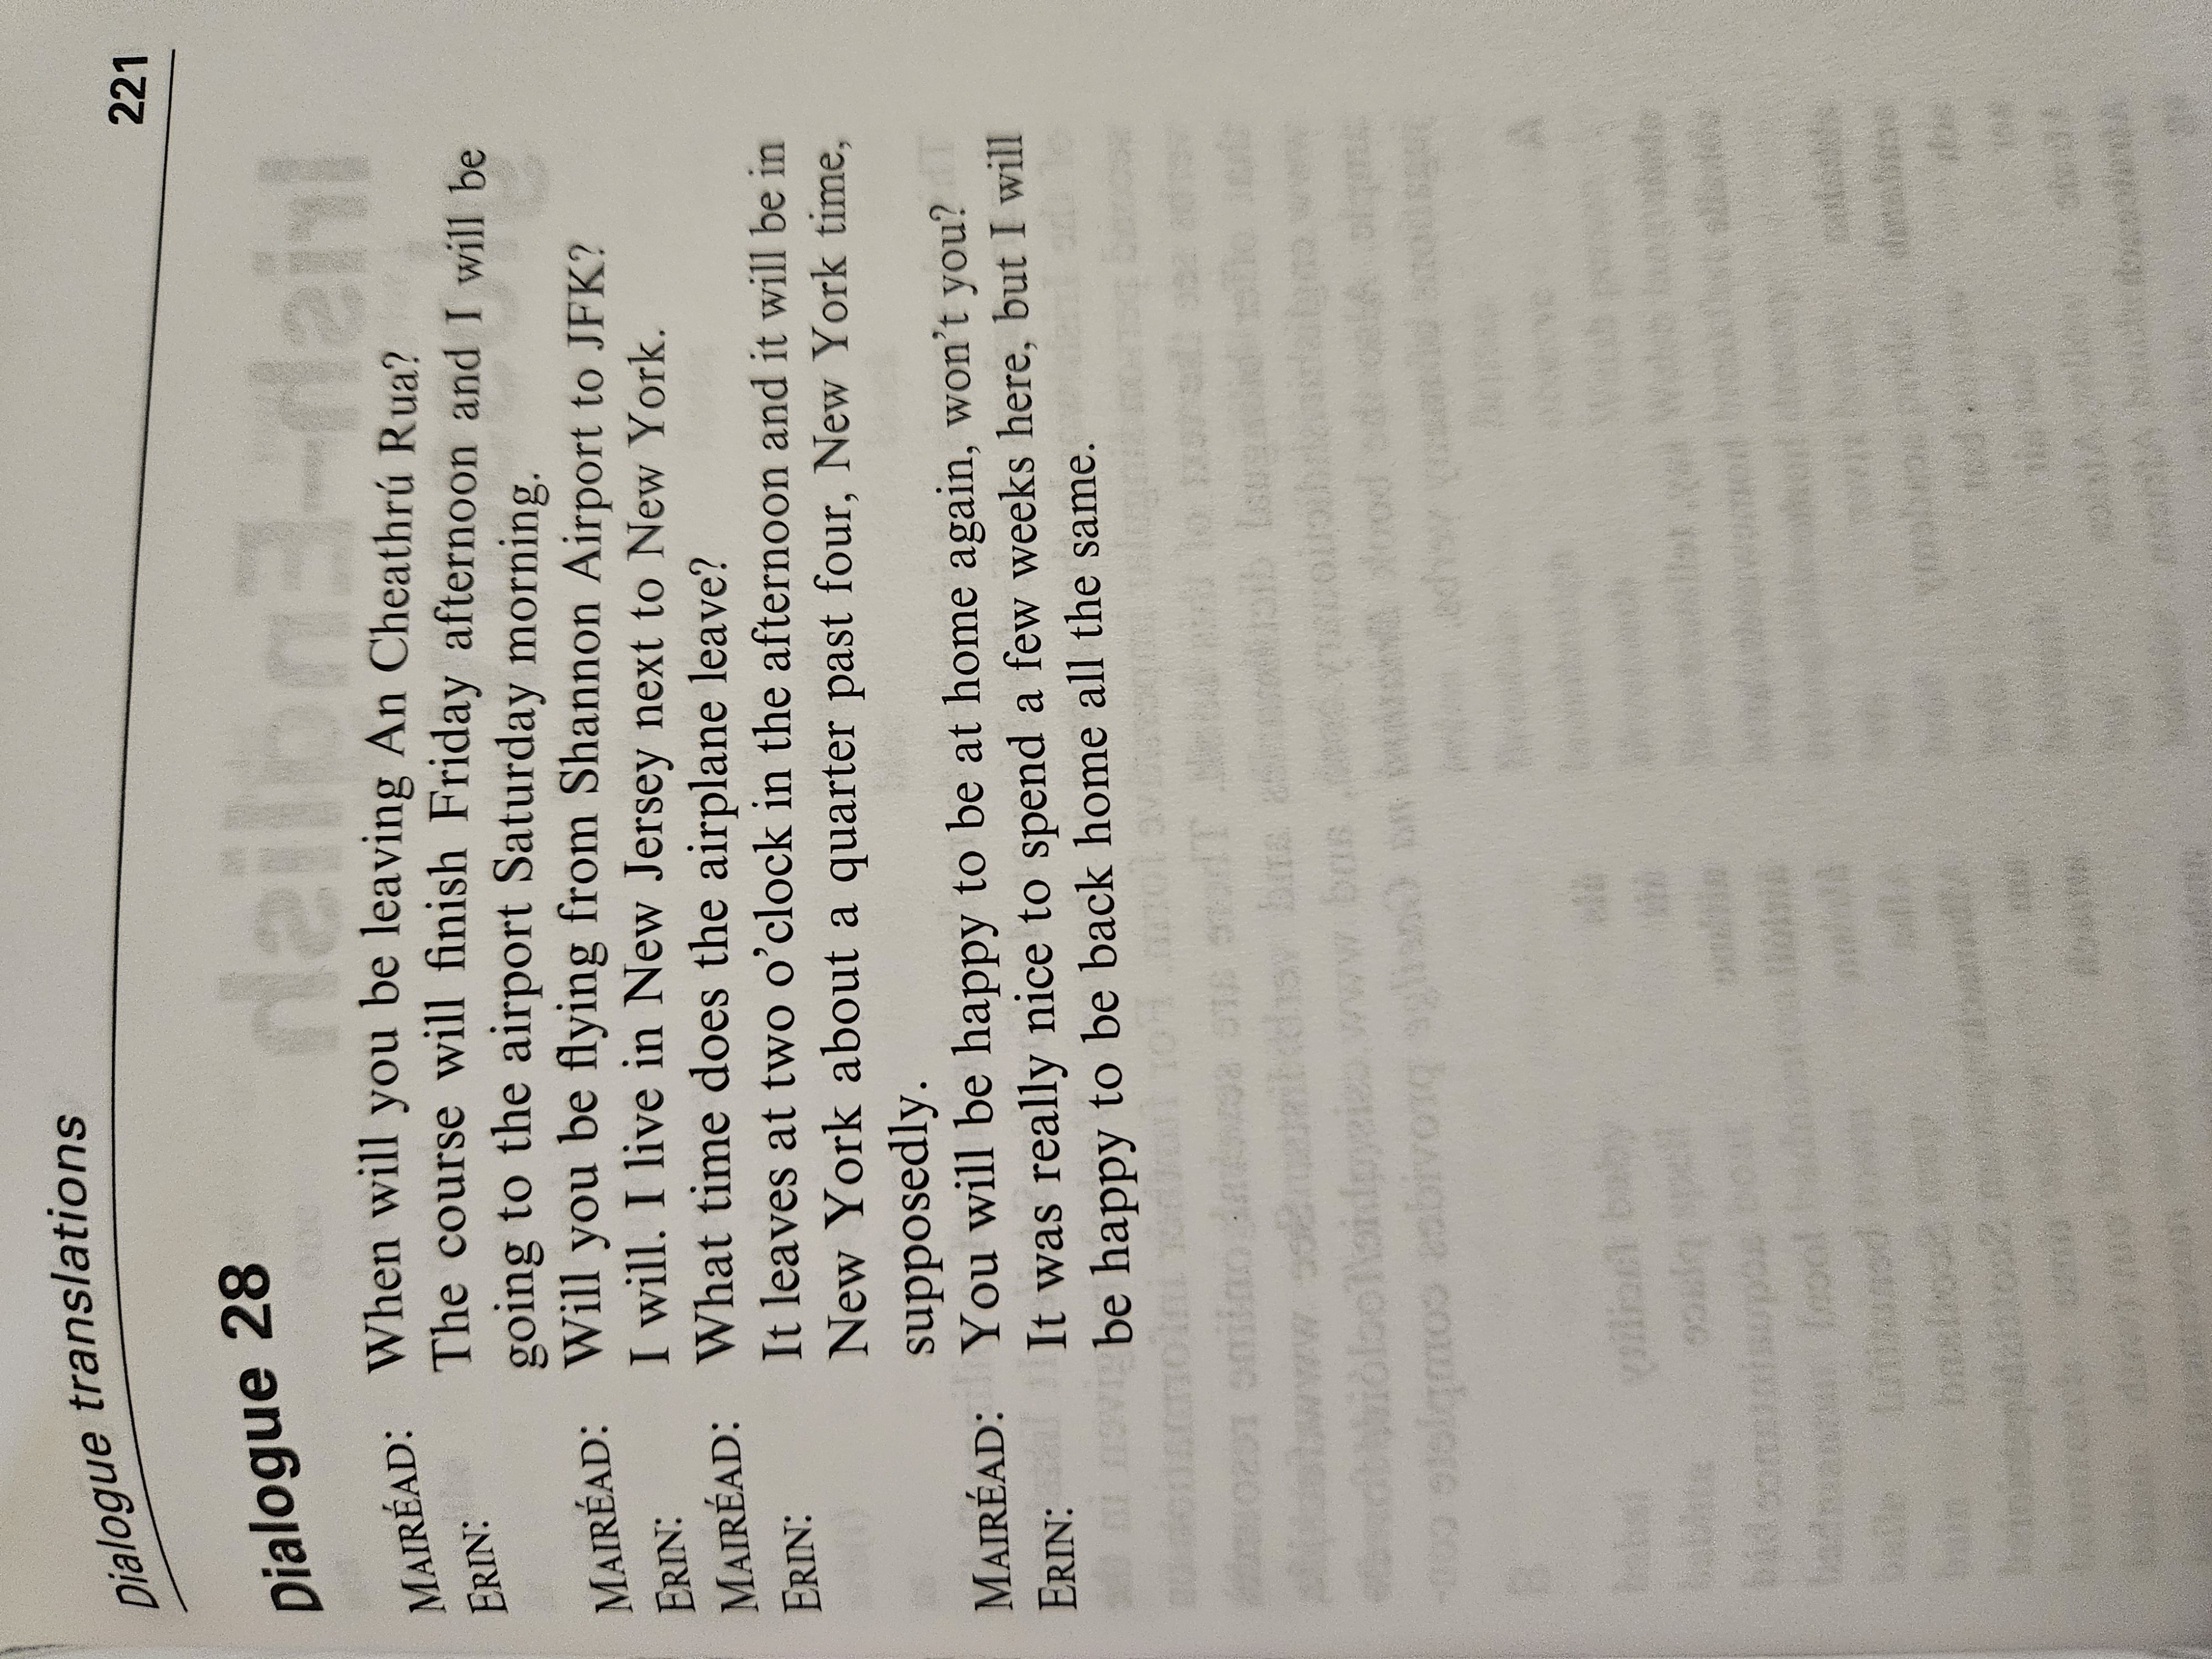 Dialogue translations
221
Dialogue 28
MAIRÉAD: When will you be leaving An Cheathrú Rua?
ERIN: The course will finish Friday afternoon and I will be
going to the airport Saturday morning.
MAIRÉAD: Will you be flying from Shannon Airport to JFK?
ERIN: I will. I live in New Jersey next to New York.
MAIRÉAD: What time does the airplane leave?
ERIN: It leaves at two o'clock in the afternoon and it will be in
New York about a quarter past four, New York time,
supposedly.
MAIRÉAD: You will be happy to be at home again, won't you?
ERIN: It was really nice to spend a few weeks here, but I will
be happy to be back home all the same.